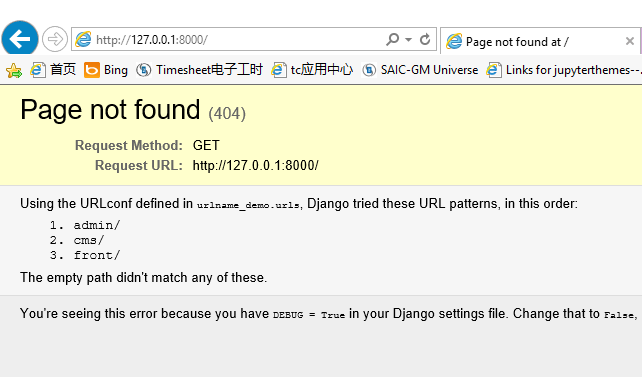 http://127.0.0.1:8000/
Page not found at /
首页 Bing Timesheet电子工时 tc应用中心 SAIC-GM Universe Links for jupyterthemes--..
Page not found (404)
Request Method: GET
Request URL: http://127.0.0.1:8000/
Using the URLconf defined in urlname_demo.urls, Django tried these URL patterns, in this order:
1. admin/
2. cms/
3. front/
The empty path didn't match any of these.
You're seeing this error because you have DEBUG = True in your Django settings file. Change that to False,